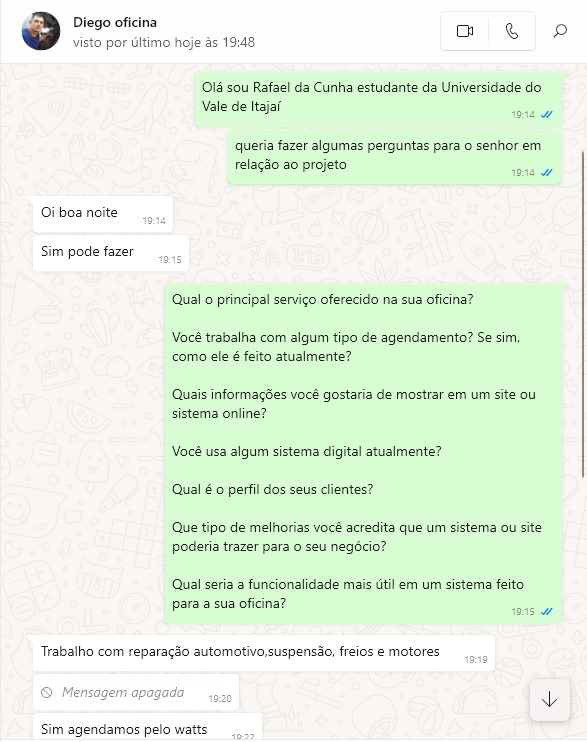 Diego oficina
visto por último hoje às 19:48
Olá sou Rafael da Cunha estudante da Universidade do
Vale de Itajaí
19:14
queria fazer algumas perguntas para o senhor em
relação ao projeto
19:14
Oi boa noite
19:14
Sim pode fazer
19:15
Qual o principal serviço oferecido na sua oficina?
Você trabalha com algum tipo de agendamento? Se sim,
como ele é feito atualmente?
Quais informações você gostaria de mostrar em um site ou
sistema online?
Você usa algum sistema digital atualmente?
Qual é o perfil dos seus clientes?
Que tipo de melhorias você acredita que um sistema ou site
poderia trazer para o seu negócio?
Qual seria a funcionalidade mais útil em um sistema feito
para a sua oficina?
19:15
Trabalho com reparação automotivo,suspensão, freios e motores
19:19
Mensagem apagada
19:20
Sim agendamos pelo watts
19:22